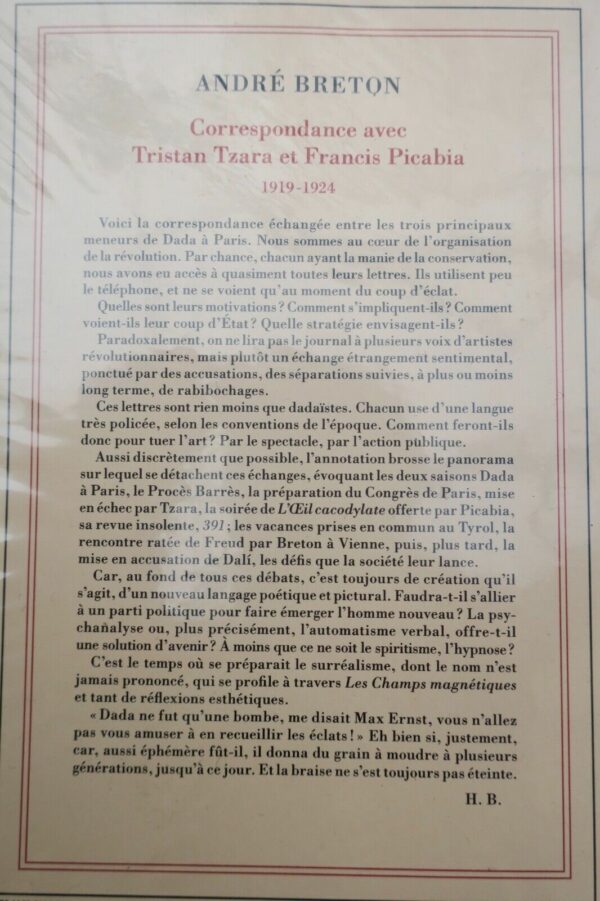 ANDRÉ BRETON
Correspondance avec
Tristan Tzara et Francis Picabia
1919-1924
Voici la correspondance échangée entre les trois principaux
meneurs de Dada à Paris. Nous sommes au cœur de l'organisation
de la révolution. Par chance, chacun ayant la manie de la conservation,
nous avons eu accès à quasiment toutes leurs lettres. Ils utilisent peu
le téléphone, et ne se voient qu'au moment du coup d'éclat.
Quelles sont leurs motivations ? Comment s'impliquent-ils ? Comment
voient-ils leur coup d'État ? Quelle stratégie envisagent-ils ?
Paradoxalement, on ne lira pas le journal à plusieurs voix d'artistes
révolutionnaires, mais plutôt un échange étrangement sentimental,
ponctué par des accusations, des séparations suivies, à plus ou moins
long terme, de rabibochages.
Ces lettres sont rien moins que dadaïstes. Chacun use d'une langue
très policée, selon les conventions de l'époque. Comment feront-ils
donc pour tuer l'art ? Par le spectacle, par l'action publique.
Aussi discrètement que possible, l'annotation brosse le panorama
sur lequel se détachent ces échanges, évoquant les deux saisons Dada
à Paris, le Procès Barrès, la préparation du Congrès de Paris, mise
en échec par Tzara, la soirée de L'Œil cacodylate offerte par Picabia,
sa revue insolente, 391 ; les vacances prises en commun au Tyrol, la
rencontre ratée de Freud par Breton à Vienne, puis, plus tard, la
mise en accusation de Dalí, les défis que la société leur lance.
Car, au fond de tous ces débats, c'est toujours de création qu'il
s'agit, d'un nouveau langage poétique et pictural. Faudra-t-il s'allier
à un parti politique pour faire émerger l'homme nouveau ? La psy-
chanalyse ou, plus précisément, l'automatisme verbal, offre-t-il
une solution d'avenir ? À moins que ce ne soit le spiritisme, l'hypnose ?
C'est le temps où se préparait le surréalisme, dont le nom n'est
jamais prononcé, qui se profile à travers Les Champs magnétiques
et tant de réflexions esthétiques.
« Dada ne fut qu'une bombe, me disait Max Ernst, vous n'allez
pas vous amuser à en recueillir les éclats ! » Eh bien si, justement,
car, aussi éphémère fût-il, il donna du grain à moudre à plusieurs
générations, jusqu'à ce jour. Et la braise ne s'est toujours pas éteinte.
H. B.